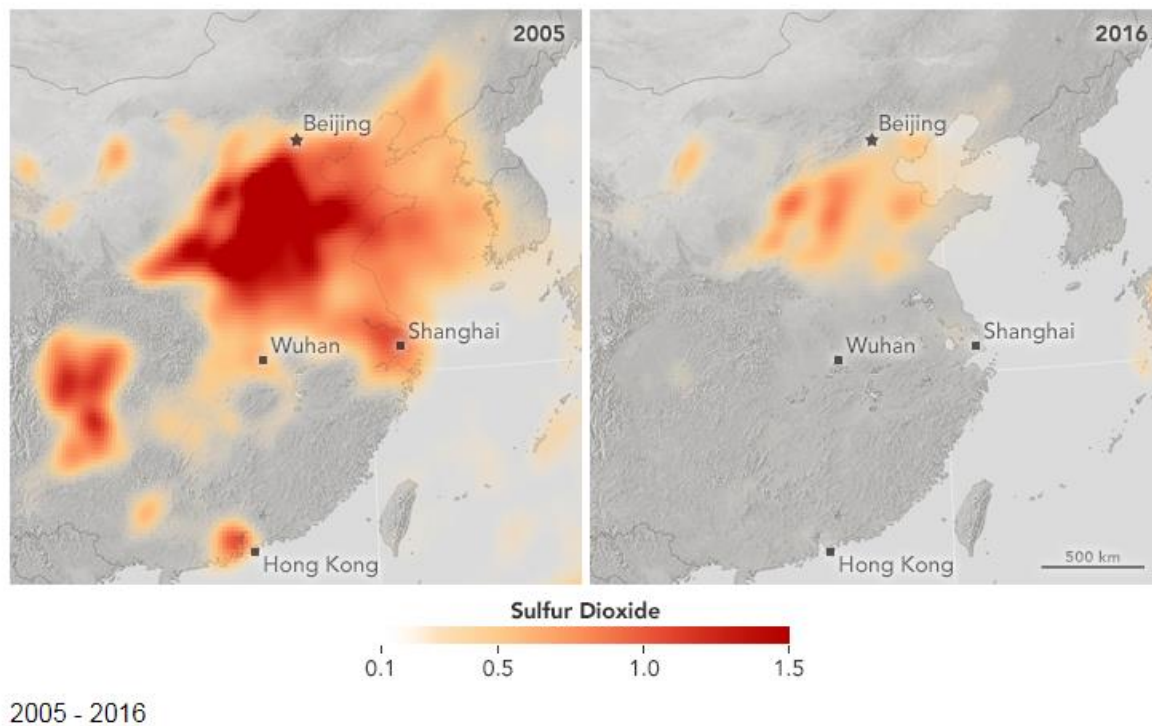 2005
Beijing
Wuhan
Shanghai
Hong Kong
2016
Beijing
Wuhan
Shanghai
Hong Kong
500 km
Sulfur Dioxide
0.1 0.5 1.0 1.5
2005 - 2016